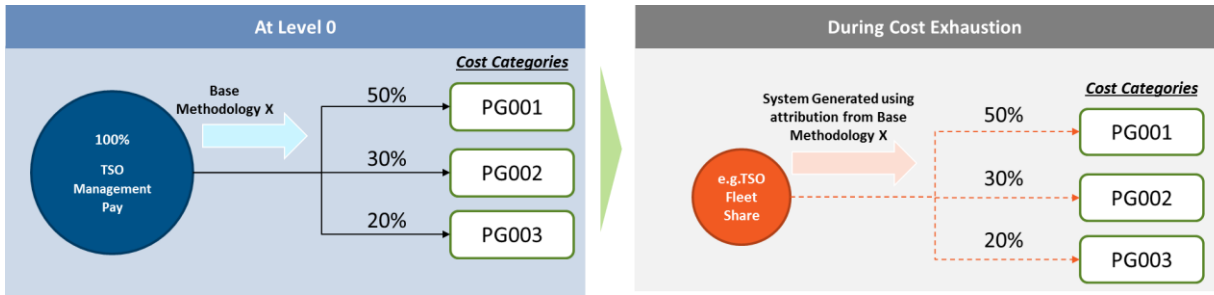 At Level 0
Cost Categories
Base
Methodology X
100%
TSO
Management
Pay
50%
PG001
30%
PG002
20%
PG003
During Cost Exhaustion
Cost Categories
System Generated using
attribution from Base
Methodology X
e.g.TSO
Fleet
Share
50%
PG001
30%
PG002
20%
PG003